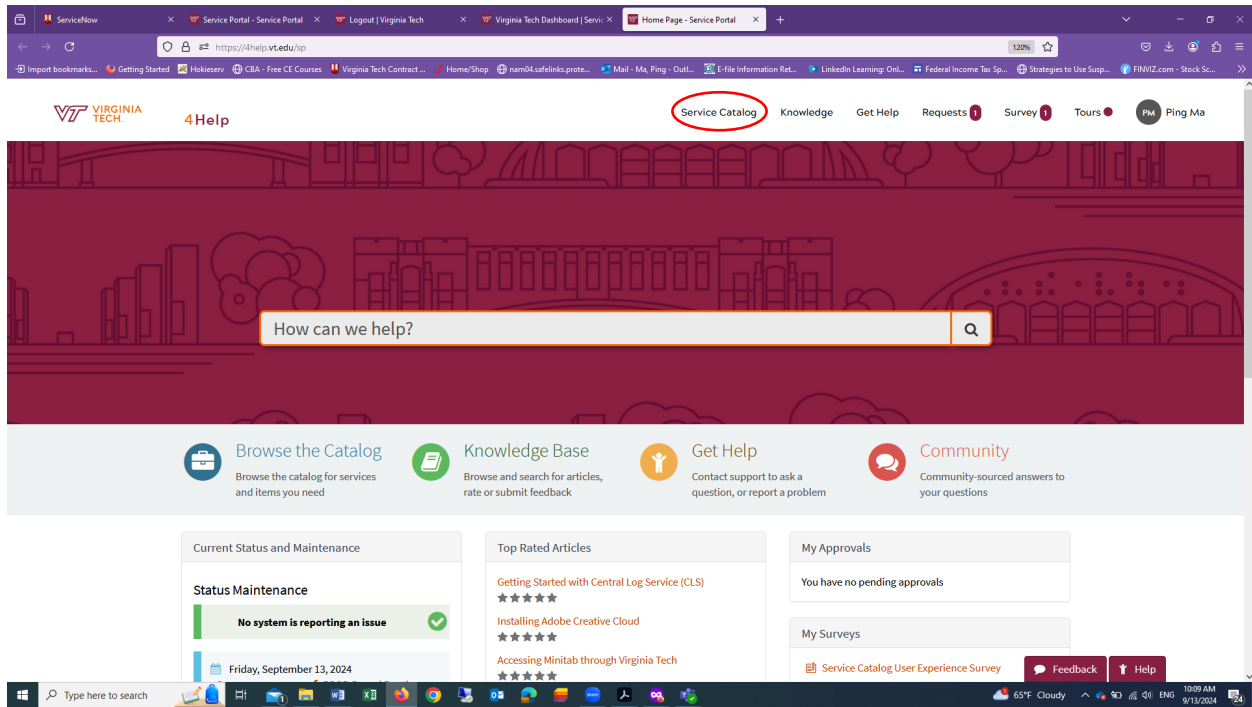 ServiceNow
Service Portal - Service Portal
Logout | Virginia Tech
Virginia Tech Dashboard | Servic
Home Page - Service Portal
https://4help.vt.edu/sp
120%
Import bookmarks...
Getting Started
Hokieserv
CBA - Free CE Courses
Virginia Tech Contract ...
Home/Shop
nam04.safelinks.prote...
Mail - Ma, Ping - Outl...
E-file Information Ret...
LinkedIn Learning: Onl...
Federal Income Tax Sp...
Strategies to Use Susp...
FINVIZ.com - Stock Sc...
VT VIRGINIA TECH
4Help
Service Catalog
Knowledge
Get Help
Requests 1
Survey 1
Tours
PM Ping Ma
How can we help?
Browse the Catalog
Browse the catalog for services
and items you need
Knowledge Base
Browse and search for articles,
rate or submit feedback
Get Help
Contact support to ask a
question, or report a problem
Community
Community-sourced answers to
your questions
Current Status and Maintenance
Status Maintenance
No system is reporting an issue
Friday, September 13, 2024
Top Rated Articles
Getting Started with Central Log Service (CLS)
Installing Adobe Creative Cloud
Accessing Minitab through Virginia Tech
My Approvals
You have no pending approvals
My Surveys
Service Catalog User Experience Survey
Feedback
Help
Type here to search
65°F Cloudy
ENG
10:09 AM
9/13/2024
24